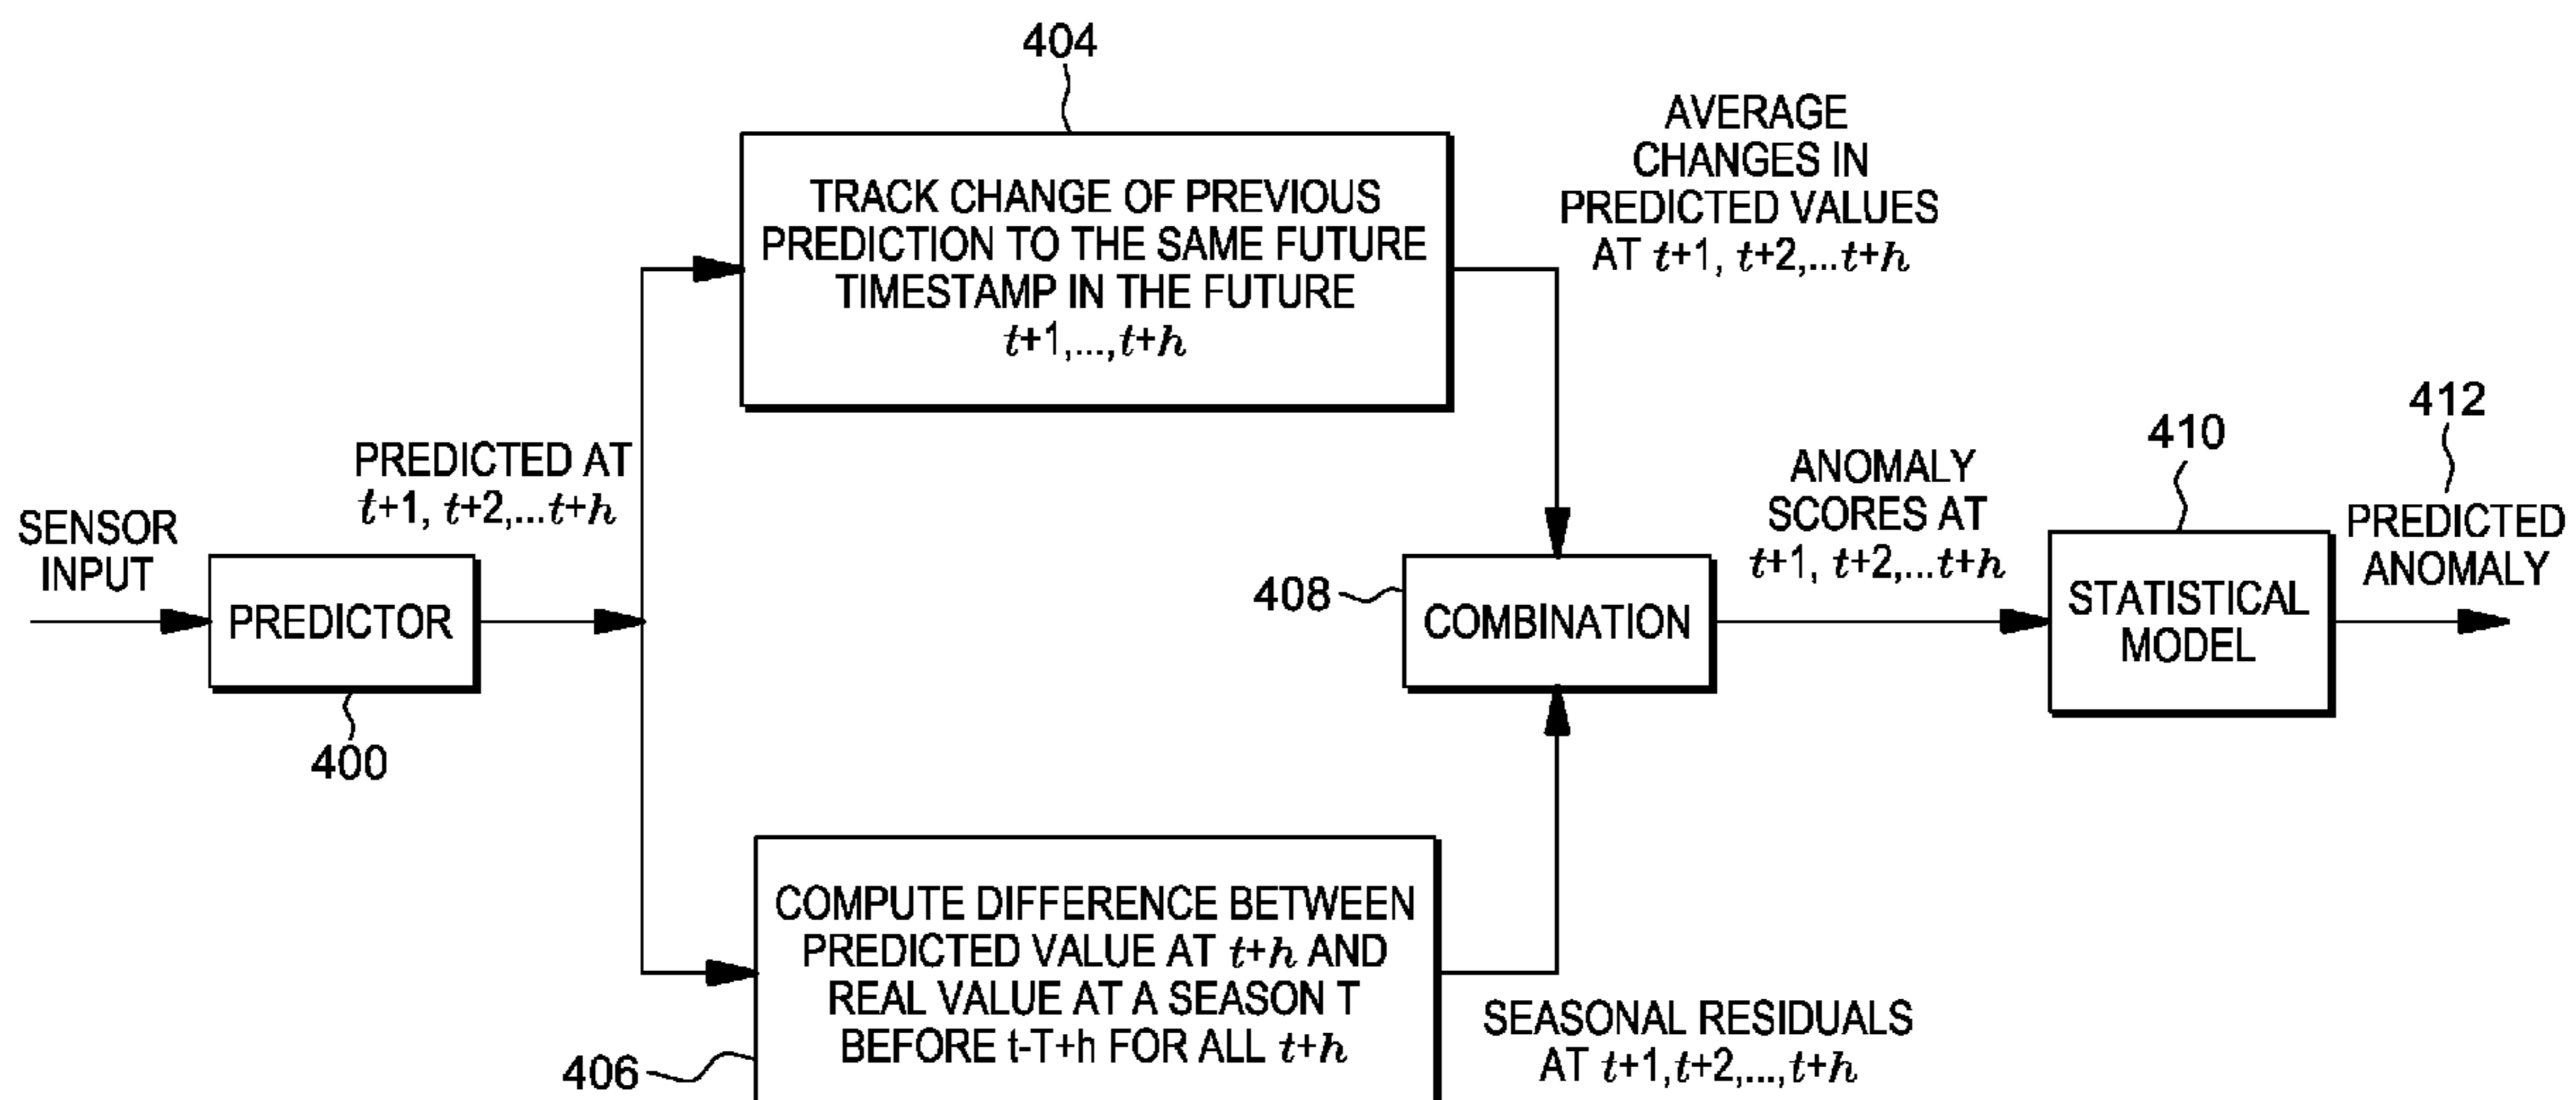 404
TRACK CHANGE OF PREVIOUS
PREDICTION TO THE SAME FUTURE
TIMESTAMP IN THE FUTURE
t+1,...,t+h
AVERAGE
CHANGES IN
PREDICTED VALUES
AT t+1, t+2,...t+h
SENSOR
INPUT
PREDICTOR
400
PREDICTED AT
t+1, t+2,...t+h
408
COMBINATION
ANOMALY
SCORES AT
t+1, t+2,...t+h
410
STATISTICAL
MODEL
412
PREDICTED
ANOMALY
COMPUTE DIFFERENCE BETWEEN
PREDICTED VALUE AT t+h AND
REAL VALUE AT A SEASON T
BEFORE t-T+h FOR ALL t+h
406
SEASONAL RESIDUALS
AT t+1,t+2,...,t+h